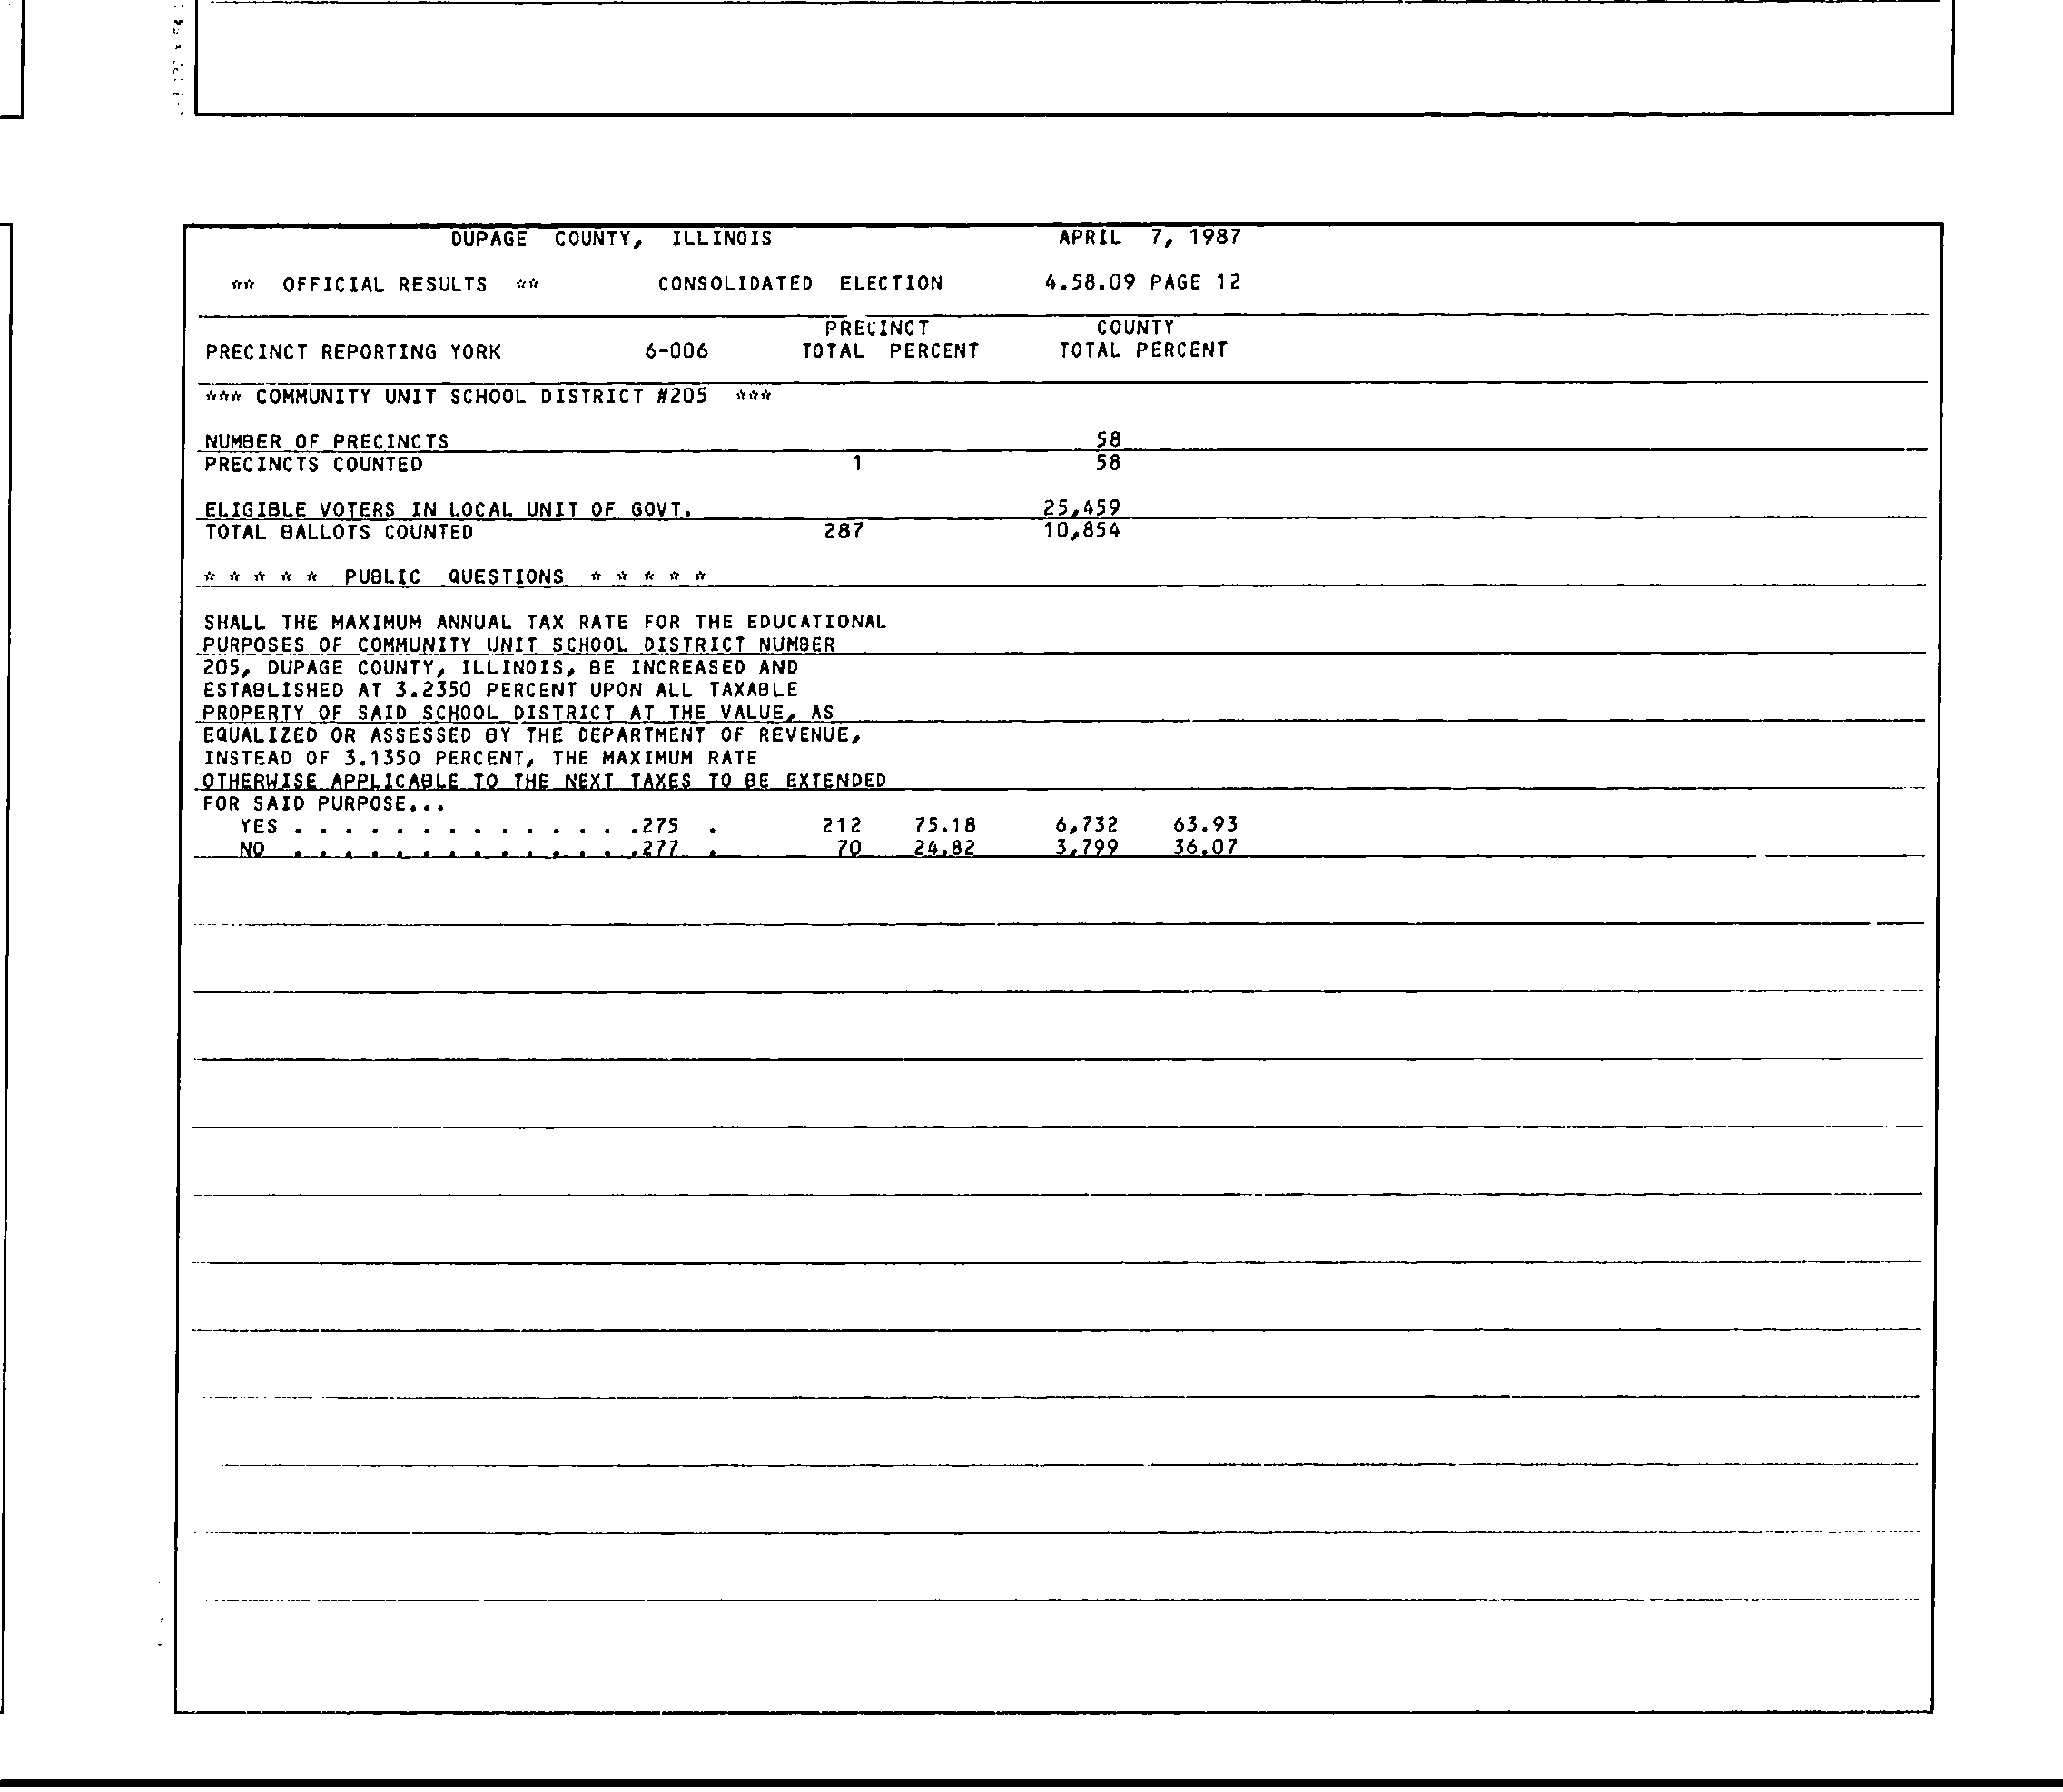 DUPAGE COUNTY, ILLINOIS APRIL 7, 1987
** OFFICIAL RESULTS ** CONSOLIDATED ELECTION 4.58.09 PAGE 12
PRECINCT COUNTY
PRECINCT REPORTING YORK 6-006 TOTAL PERCENT TOTAL PERCENT
*** COMMUNITY UNIT SCHOOL DISTRICT #205 ***
NUMBER OF PRECINCTS 58
PRECINCTS COUNTED 1 58
ELIGIBLE VOTERS IN LOCAL UNIT OF GOVT. 25,459
TOTAL BALLOTS COUNTED 287 10,854
* * * * * PUBLIC QUESTIONS * * * * *
SHALL THE MAXIMUM ANNUAL TAX RATE FOR THE EDUCATIONAL
PURPOSES OF COMMUNITY UNIT SCHOOL DISTRICT NUMBER
205, DUPAGE COUNTY, ILLINOIS, BE INCREASED AND
ESTABLISHED AT 3.2350 PERCENT UPON ALL TAXABLE
PROPERTY OF SAID SCHOOL DISTRICT AT THE VALUE, AS
EQUALIZED OR ASSESSED BY THE DEPARTMENT OF REVENUE,
INSTEAD OF 3.1350 PERCENT, THE MAXIMUM RATE
OTHERWISE APPLICABLE TO THE NEXT TAXES TO BE EXTENDED
FOR SAID PURPOSE...
YES . . . . . . . . . . . . . .275 . 212 75.18 6,732 63.93
NO . . . . . . . . . . . . . .277 . 70 24.82 3,799 36.07